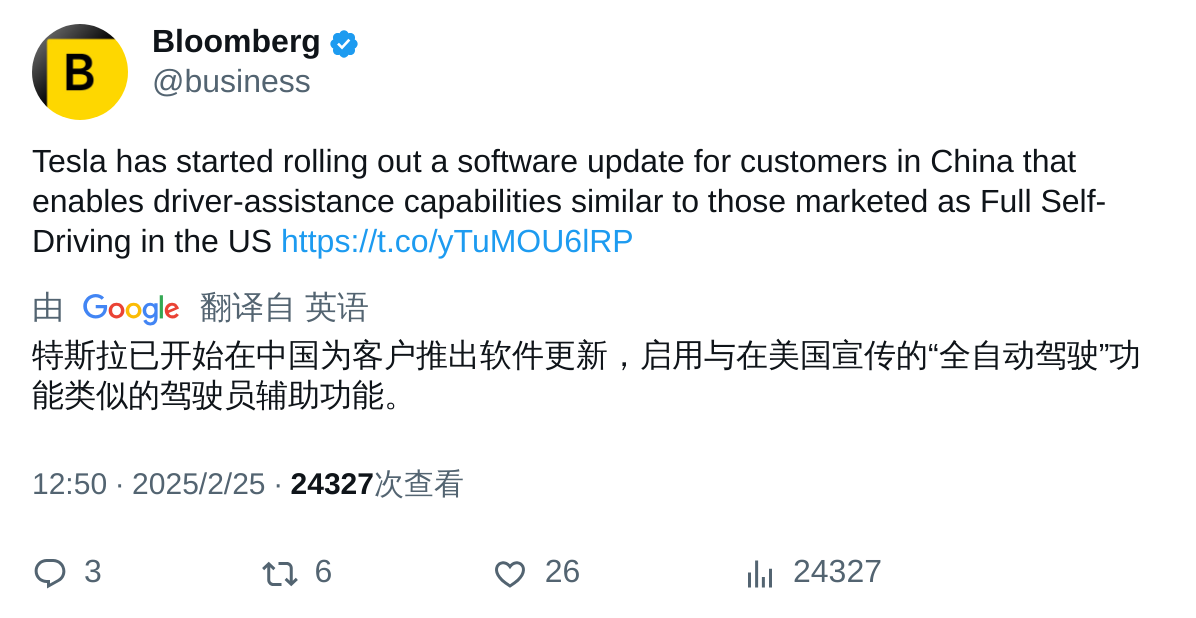 B
Bloomberg
@business
Tesla has started rolling out a software update for customers in China that
enables driver-assistance capabilities similar to those marketed as Full Self-
Driving in the US https://t.co/yTuMOU6lRP
由 Google 翻译自 英语
特斯拉已开始在中国为客户推出软件更新，启用与在美国宣传的“全自动驾驶”功
能类似的驾驶员辅助功能。
12:50 · 2025/2/25 · 24327次查看
3 6 26 24327